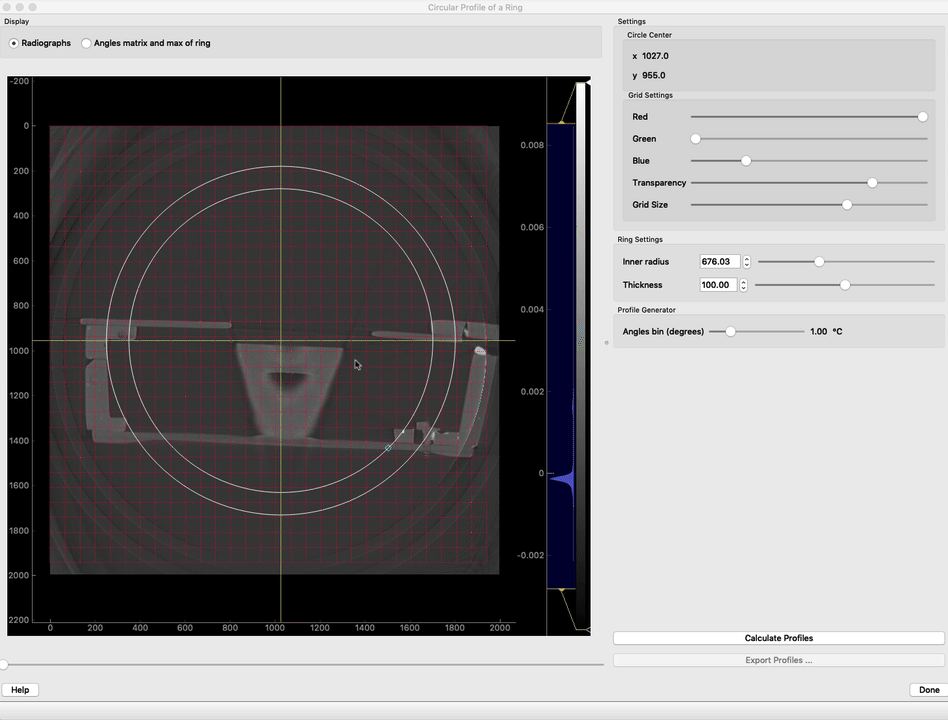 Circular Profile of a Ring
Display
Radiographs
Angles matrix and max of ring
-200
0
200
400
600
800
1000
1200
1400
1600
1800
2000
2200
0 200 400 600 800 1000 1200 1400 1600 1800 2000
0.008
0.006
0.004
0.002
0
-0.002
Help
Settings
Circle Center
x 1027.0
y 955.0
Grid Settings
Red
Green
Blue
Transparency
Grid Size
Ring Settings
Inner radius 676.03
Thickness 100.00
Profile Generator
Angles bin (degrees) 1.00 °C
Calculate Profiles
Export Profiles ...
Done